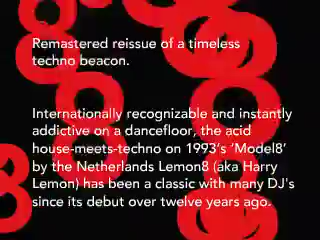 Remastered reissue of a timeless
techno beacon.
Internationally recognizable and instantly
addictive on a dancefloor, the acid
house-meets-techno on 1993's 'Model8'
by the Netherlands Lemon8 (aka Harry
Lemon) has been a classic with many DJ's
since its debut over twelve years ago.